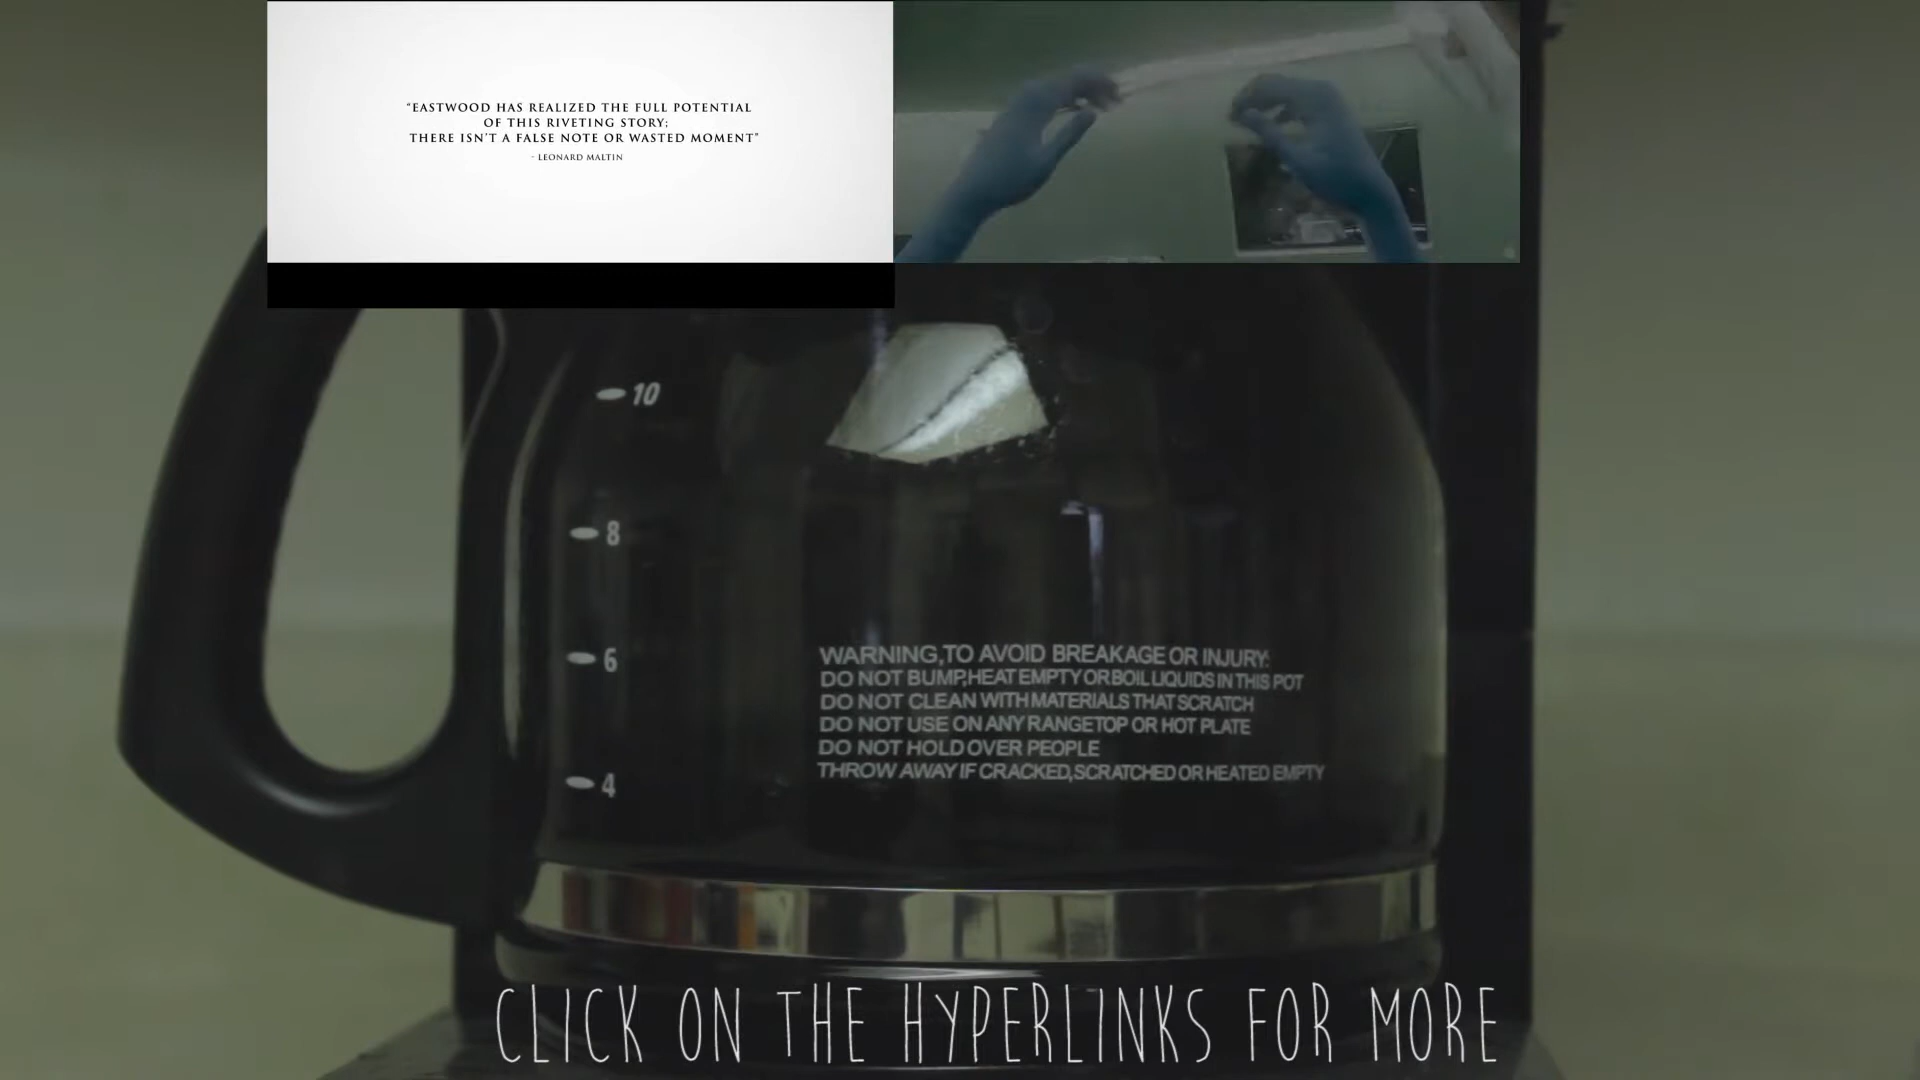 "EASTWOOD HAS REALIZED THE FULL POTENTIAL
OF THIS RIVETING STORY;
THERE ISN'T A FALSE NOTE OR WASTED MOMENT"
- LEONARD MALTIN
10
8
6
4
WARNING,TO AVOID BREAKAGE OR INJURY:
DO NOT BUMP,HEAT EMPTY OR BOIL LIQUIDS IN THIS POT
DO NOT CLEAN WITH MATERIALS THAT SCRATCH
DO NOT USE ON ANY RANGETOP OR HOT PLATE
DO NOT HOLD OVER PEOPLE
THROW AWAY IF CRACKED,SCRATCHED OR HEATED EMPTY
CLICK ON THE HYPERLINKS FOR MORE